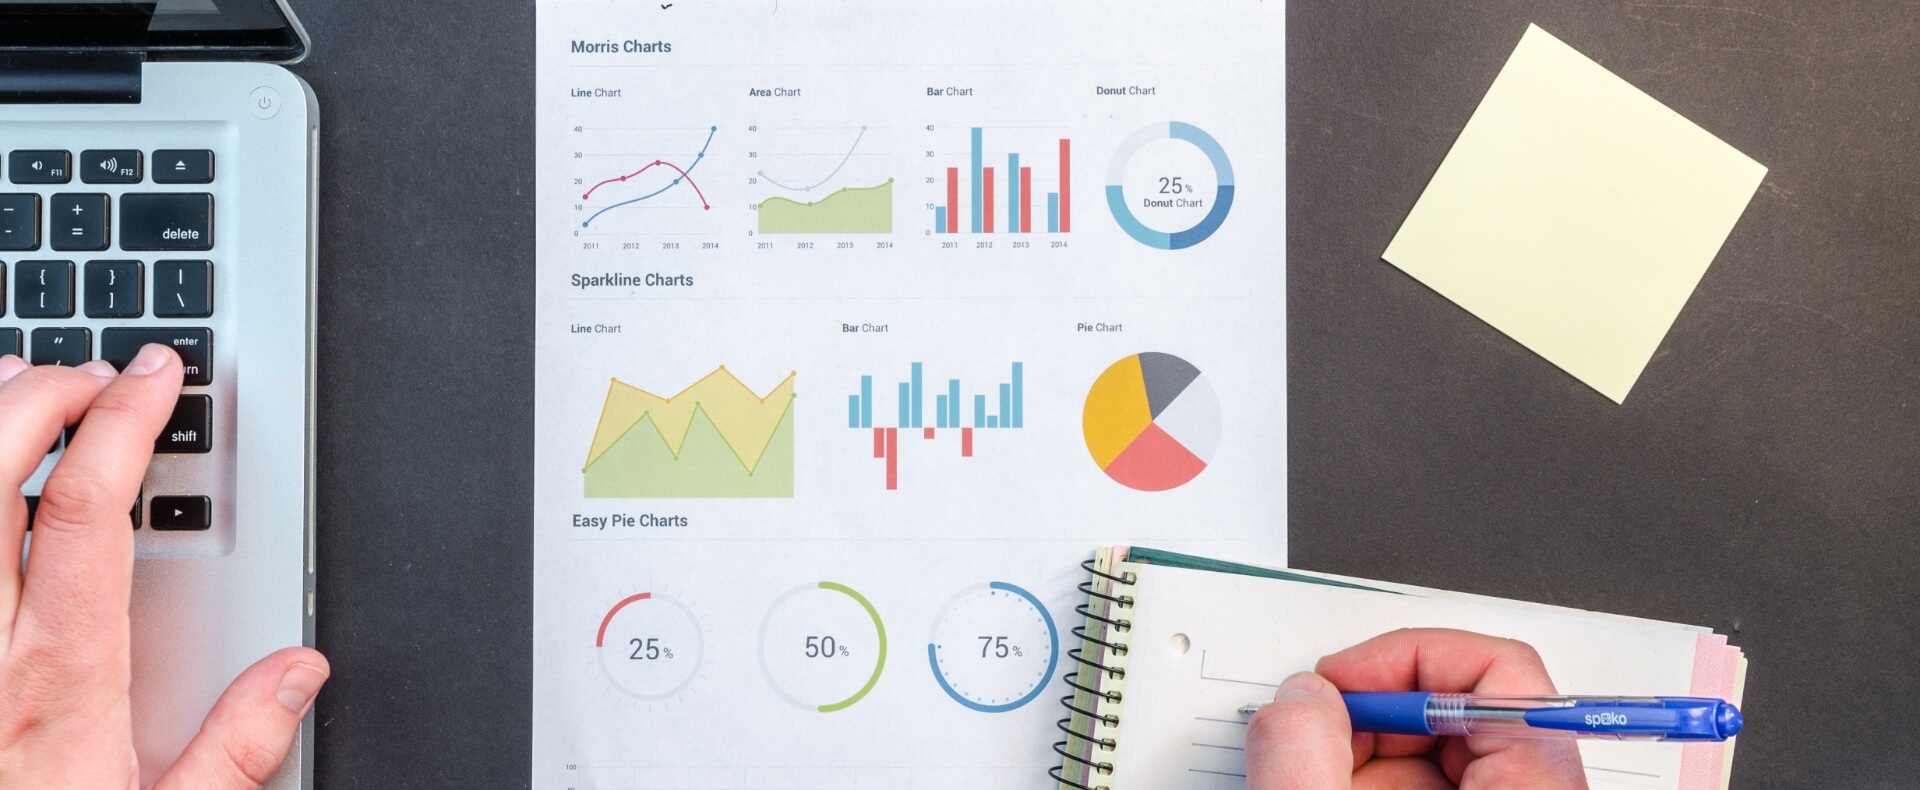 Morris Charts
Line Chart
Area Chart
Bar Chart
Donut Chart
40
30
20
10
0
2011 2012 2013 2014
40
30
20
10
0
2011 2012 2013 2014
40
30
20
10
0
2011 2012 2013 2014
25%
Donut Chart
Sparkline Charts
Line Chart
Bar Chart
Pie Chart
Easy Pie Charts
25%
50%
75%
100
F11
F12
+
=
delete
{
[
}
]
|
\
"
enter
shift
spoko